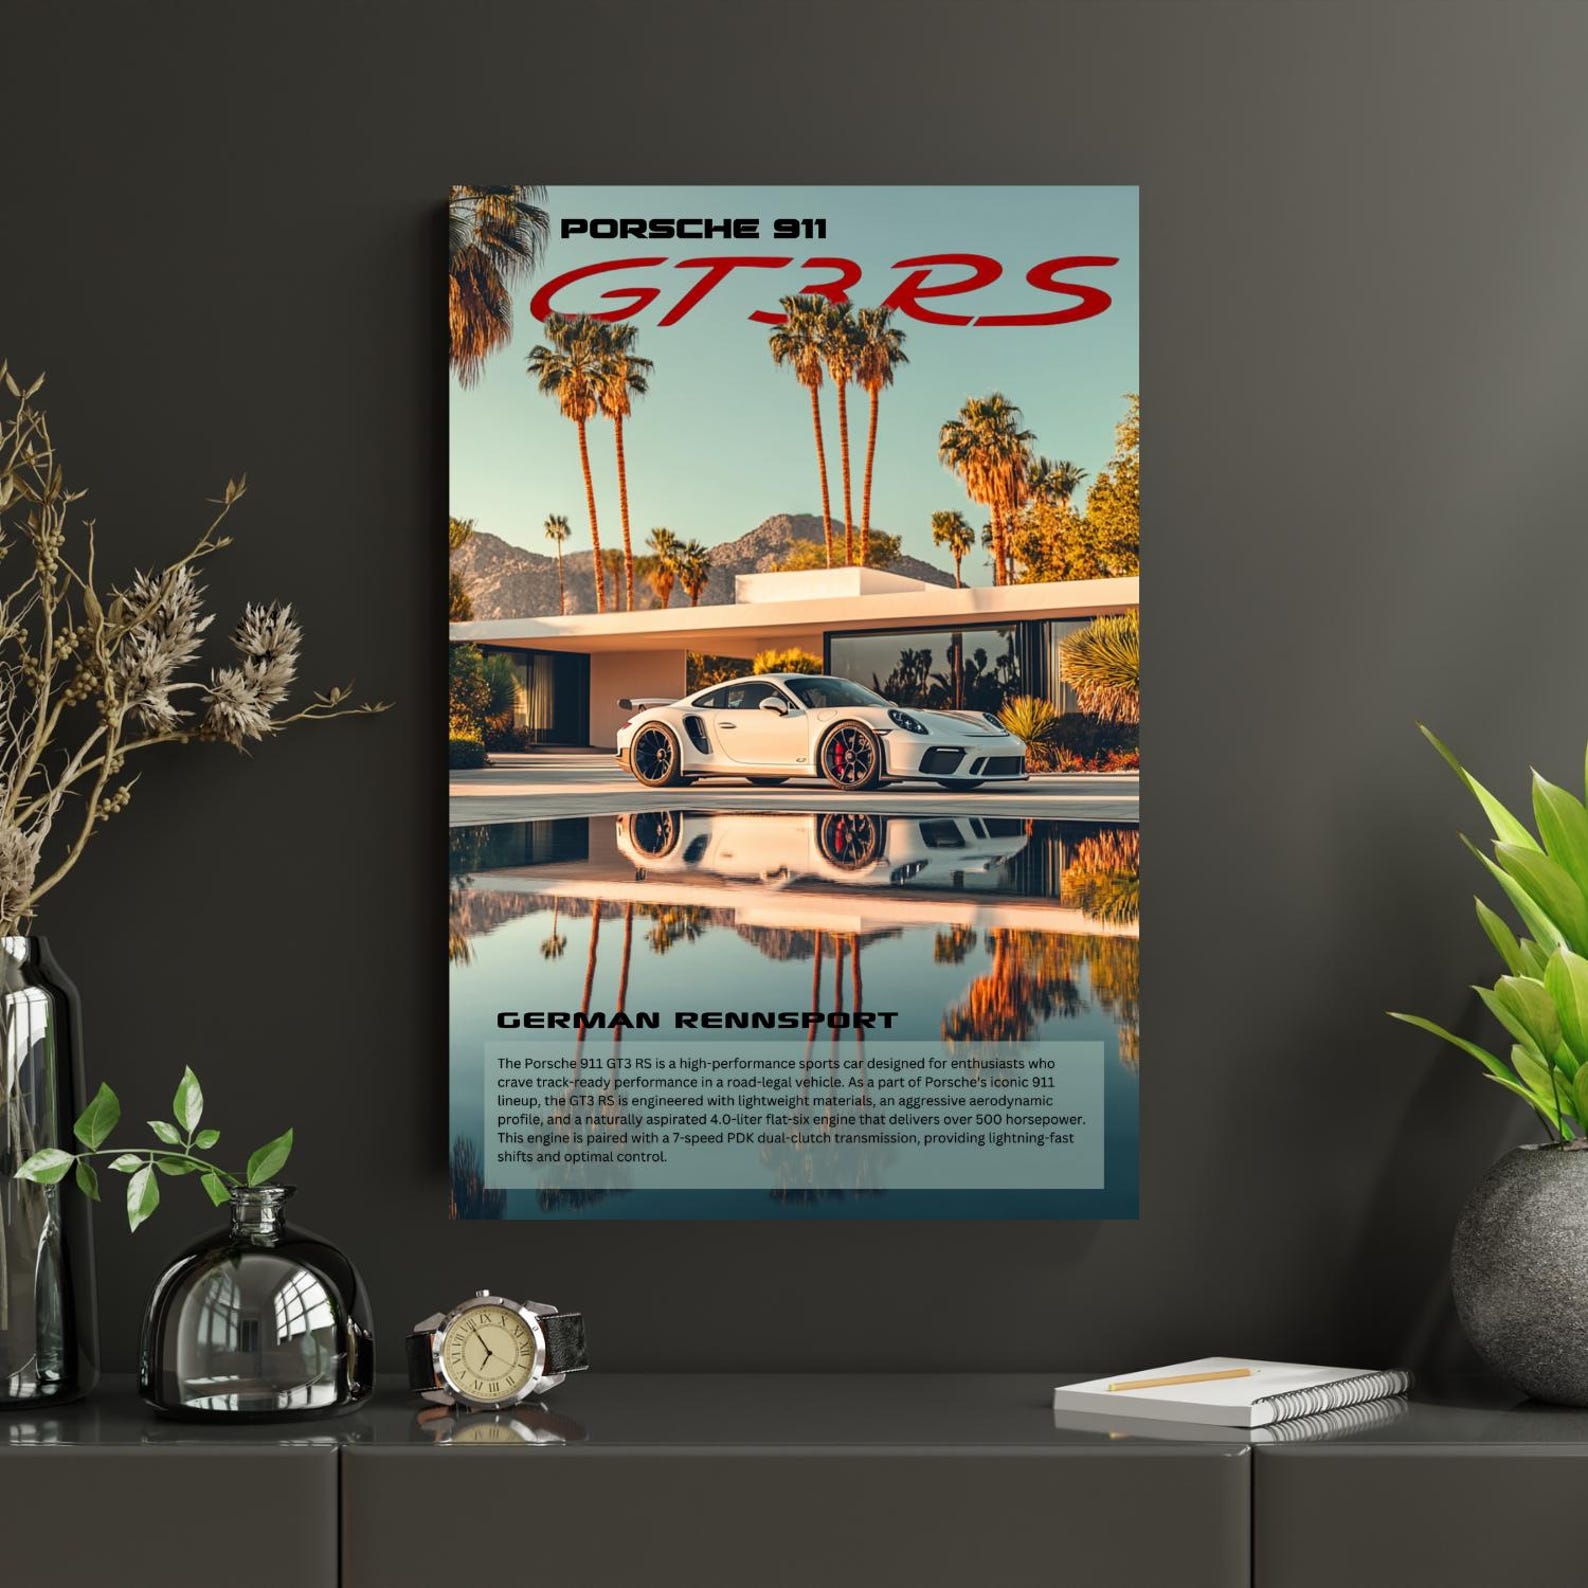 PORSCHE 911
GT3RS
GERMAN RENNSPORT
The Porsche 911 GT3 RS is a high-performance sports car designed for enthusiasts who
crave track-ready performance in a road-legal vehicle. As a part of Porsche's iconic 911
lineup, the GT3 RS is engineered with lightweight materials, an aggressive aerodynamic
profile, and a naturally aspirated 4.0-liter flat-six engine that delivers over 500 horsepower.
This engine is paired with a 7-speed PDK dual-clutch transmission, providing lightning-fast
shifts and optimal control.